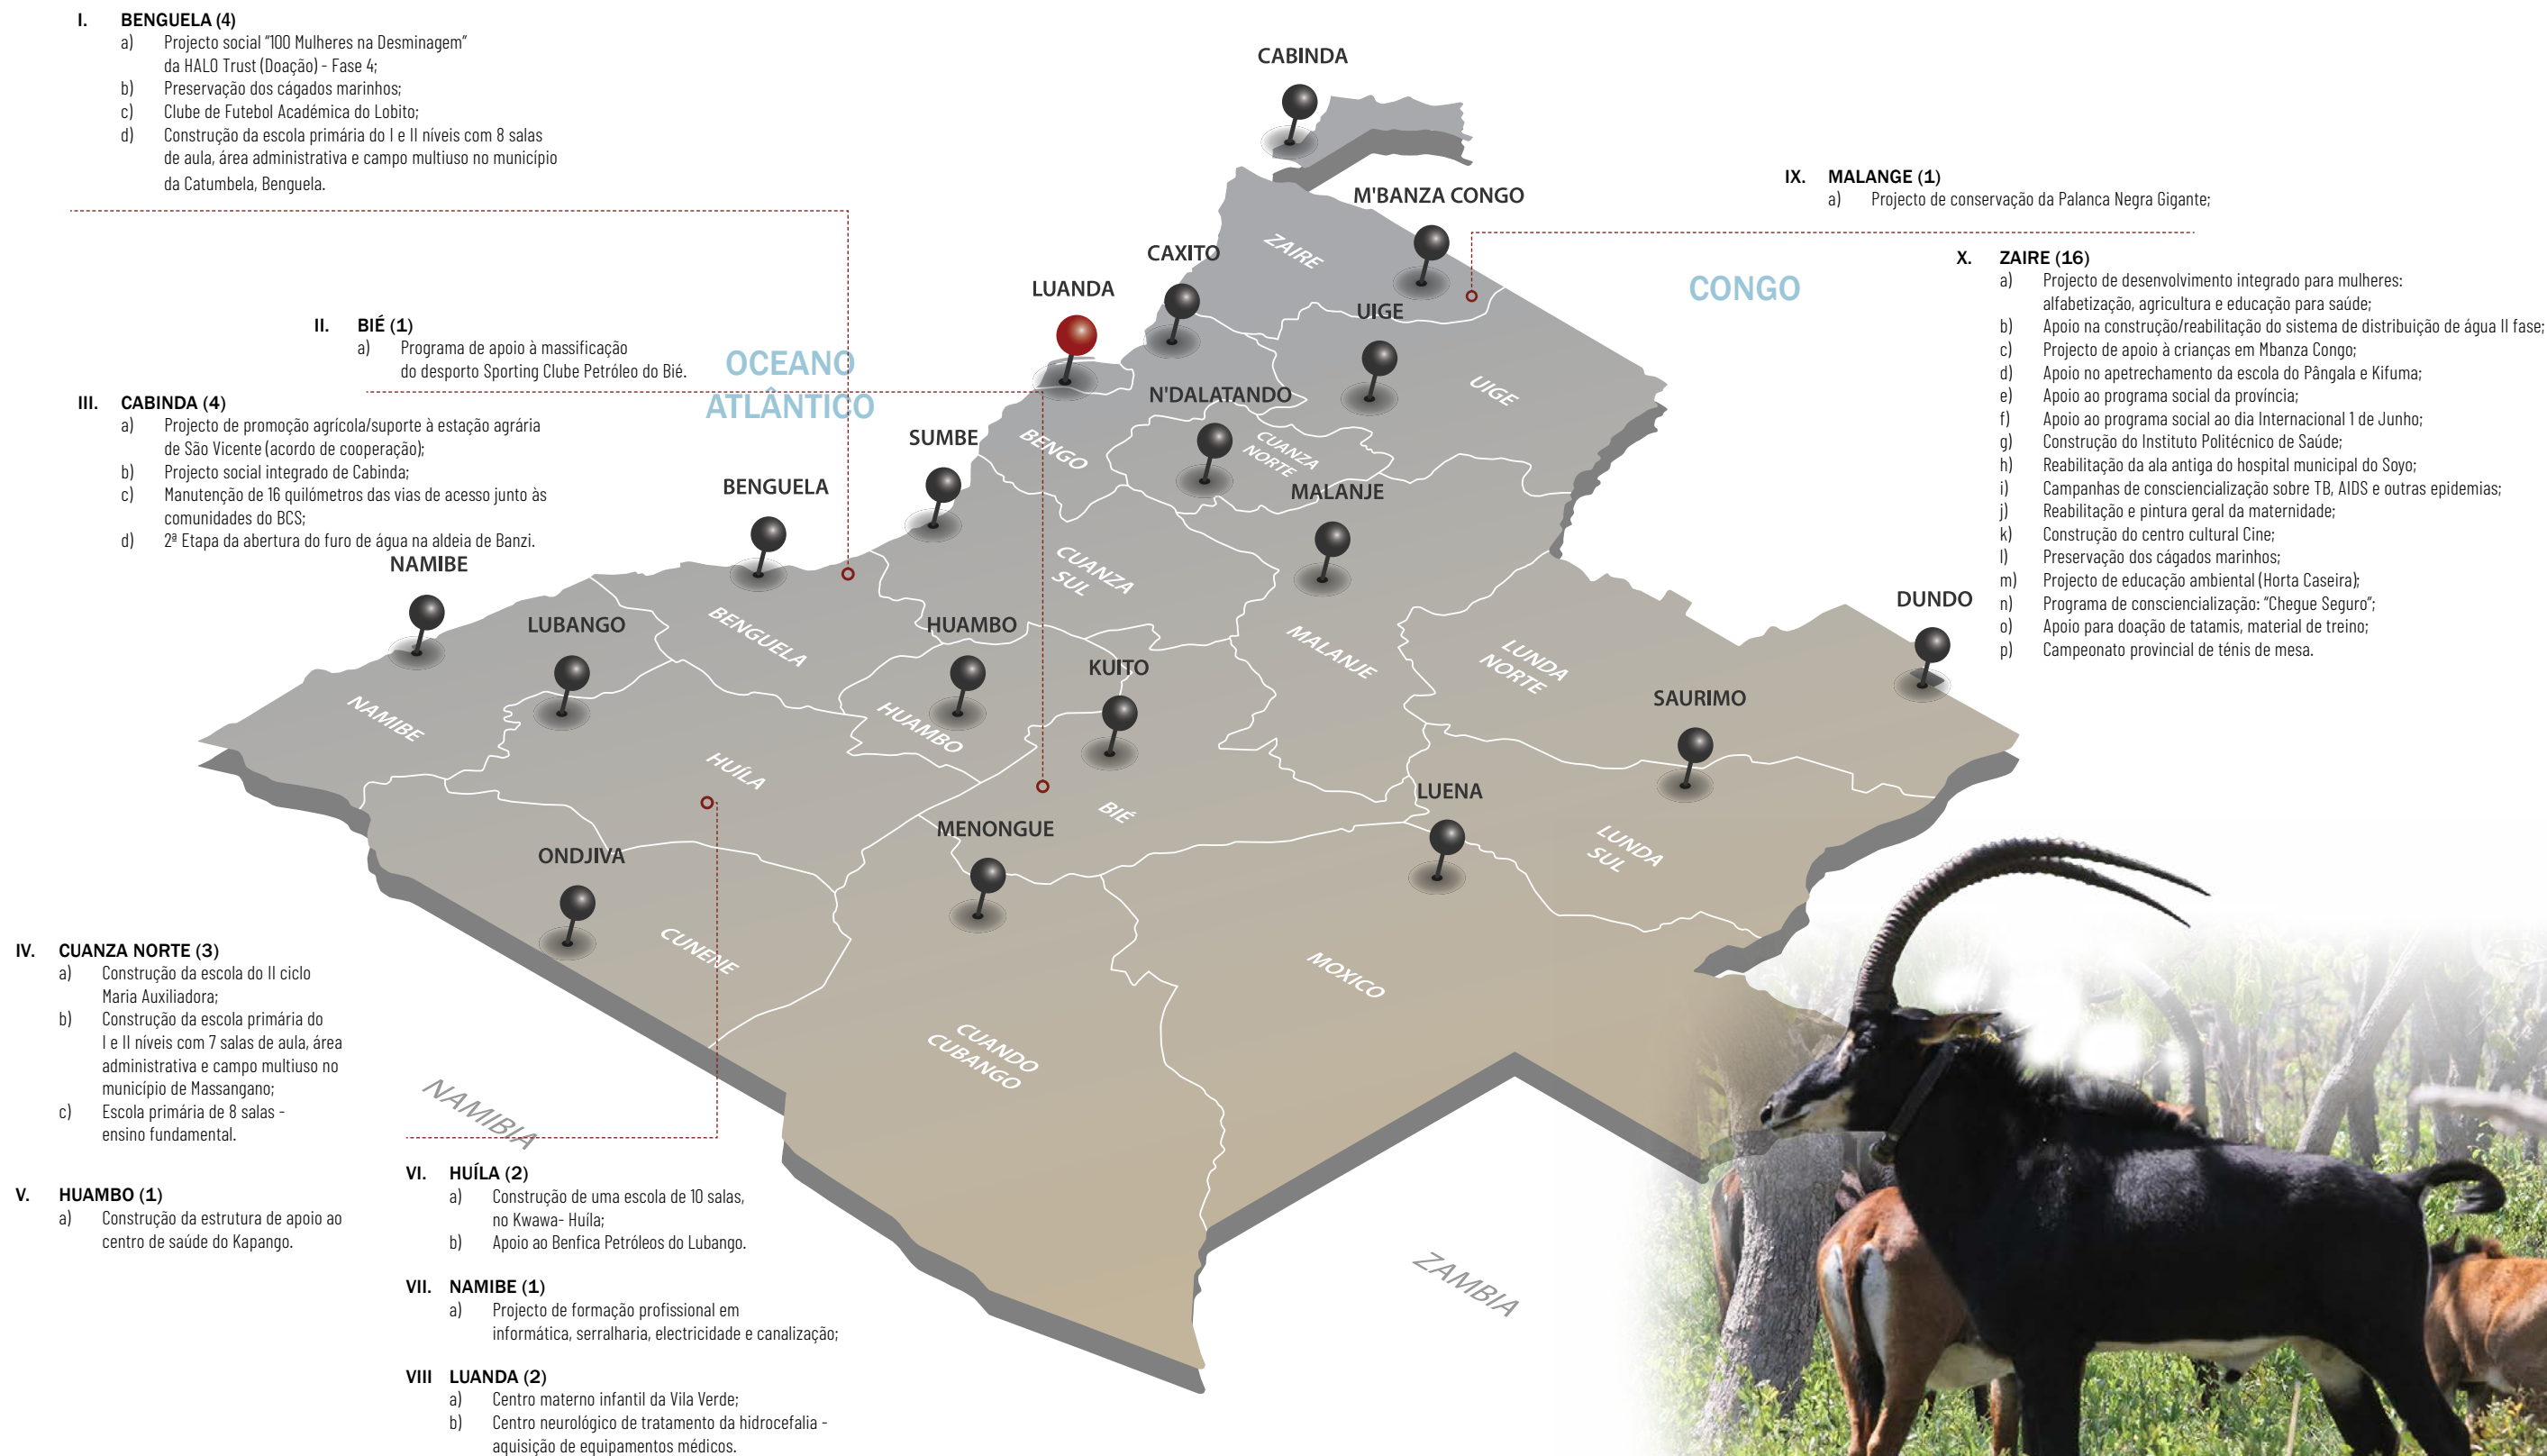 I. BENGUELA (4)
a) Projecto social "100 Mulheres na Desminagem"
da HALO Trust (Doação) - Fase 4;
b) Preservação dos cágados marinhos;
c) Clube de Futebol Académica do Lobito;
d) Construção da escola primária do I e II níveis com 8 salas
de aula, área administrativa e campo multiuso no município
da Catumbela, Benguela.
II. BIÉ (1)
a) Programa de apoio à massificação
do desporto Sporting Clube Petróleo do Bié.
III. CABINDA (4)
a) Projecto de promoção agrícola/suporte à estação agrária
de São Vicente (acordo de cooperação);
b) Projecto social integrado de Cabinda;
c) Manutenção de 16 quilómetros das vias de acesso junto às
comunidades do BCS;
d) 2ª Etapa da abertura do furo de água na aldeia de Banzi.
IV. CUANZA NORTE (3)
a) Construção da escola do II ciclo
Maria Auxiliadora;
b) Construção da escola primária do
I e II níveis com 7 salas de aula, área
administrativa e campo multiuso no
município de Massangano;
c) Escola primária de 8 salas -
ensino fundamental.
V. HUAMBO (1)
a) Construção da estrutura de apoio ao
centro de saúde do Kapango.
VI. HUÍLA (2)
a) Construção de uma escola de 10 salas,
no Kwawa- Huíla;
b) Apoio ao Benfica Petróleos do Lubango.
VII. NAMIBE (1)
a) Projecto de formação profissional em
informática, serralharia, electricidade e canalização;
VIII LUANDA (2)
a) Centro materno infantil da Vila Verde;
b) Centro neurológico de tratamento da hidrocefalia -
aquisição de equipamentos médicos.
IX. MALANGE (1)
a) Projecto de conservação da Palanca Negra Gigante;
X. ZAIRE (16)
a) Projecto de desenvolvimento integrado para mulheres:
alfabetização, agricultura e educação para saúde;
b) Apoio na construção/reabilitação do sistema de distribuição de água II fase;
c) Projecto de apoio à crianças em Mbanza Congo;
d) Apoio no apetrechamento da escola do Pângala e Kifuma;
e) Apoio ao programa social da província;
f) Apoio ao programa social ao dia Internacional 1 de Junho;
g) Construção do Instituto Politécnico de Saúde;
h) Reabilitação da ala antiga do hospital municipal do Soyo;
i) Campanhas de consciencialização sobre TB, AIDS e outras epidemias;
j) Reabilitação e pintura geral da maternidade;
k) Construção do centro cultural Cine;
l) Preservação dos cágados marinhos;
m) Projecto de educação ambiental (Horta Caseira);
n) Programa de consciencialização: "Chegue Seguro";
o) Apoio para doação de tatamis, material de treino;
p) Campeonato provincial de ténis de mesa.
CABINDA
M'BANZA CONGO
ZAIRE
CAXITO
LUANDA
CONGO
UIGE
OCEANO
ATLÂNTICO
UIGE
N'DALATANDO
SUMBE
BENGO
CUANZA
NORTE
BENGUELA
MALANJE
NAMIBE
CUANZA
SUL
DUNDO
LUBANGO
BENGUELA
HUAMBO
MALANJE
LUNDA
NORTE
KUITO
SAURIMO
NAMIBE
HUAMBO
HUÍLA
LUENA
BIÉ
MENONGUE
LUNDA
SUL
ONDJIVA
CUNENE
MOXICO
CUANDO
CUBANGO
NAMIBIA
ZAMBIA